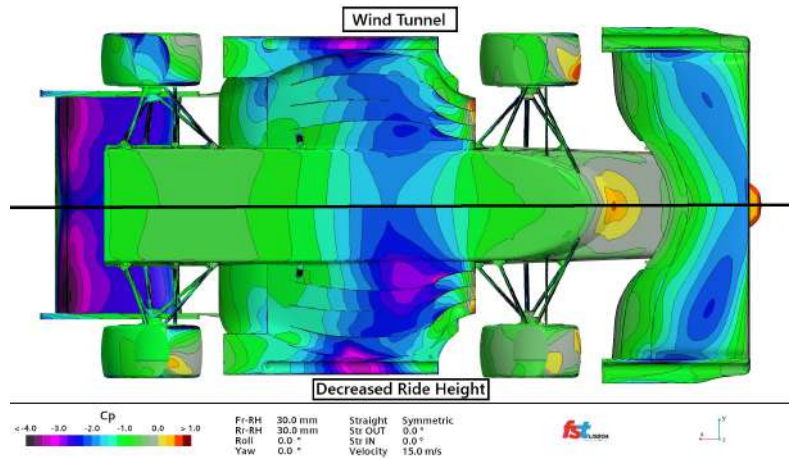 Wind Tunnel
Decreased Ride Height
Cp
<-4.0 -3.0 -2.0 -1.0 0.0 > 1.0
Fr-RH 30.0 mm
Rr-RH 30.0 mm
Roll 0.0 °
Yaw 0.0 °
Straight Symmetric
Str OUT 0.0 °
Str IN 0.0 °
Velocity 15.0 m/s
fst LISBOA
Y
X Z